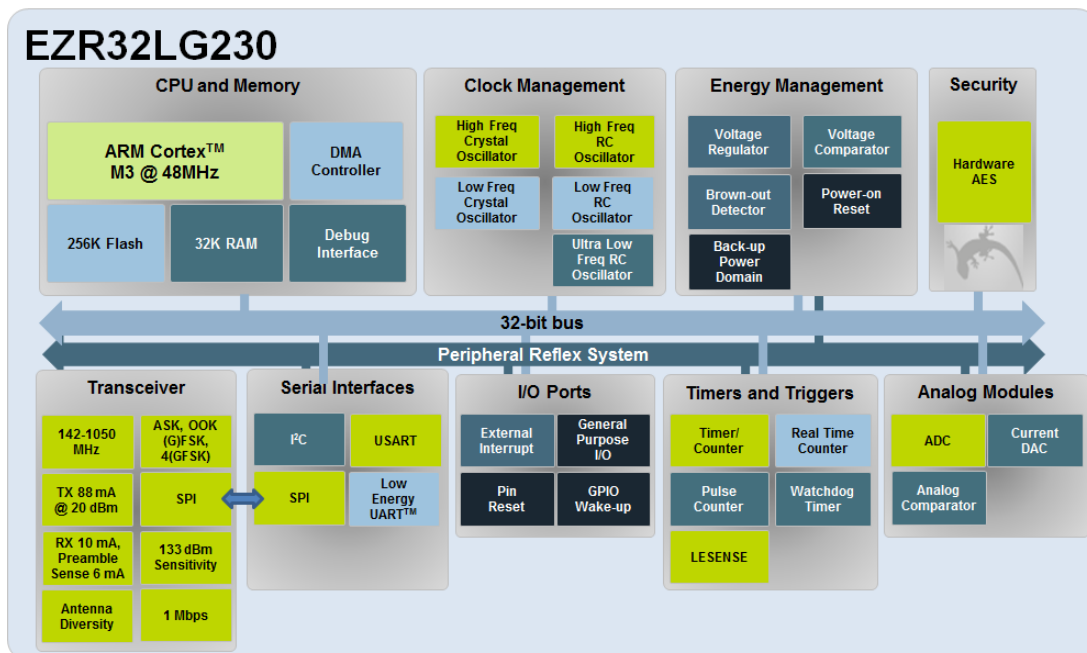 EZR32LG230
CPU and Memory
ARM Cortex™
M3 @ 48MHz
DMA
Controller
256K Flash
32K RAM
Debug
Interface
Clock Management
High Freq
Crystal
Oscillator
High Freq
RC
Oscillator
Low Freq
Crystal
Oscillator
Low Freq
RC
Oscillator
Ultra Low
Freq RC
Oscillator
Energy Management
Voltage
Regulator
Voltage
Comparator
Brown-out
Detector
Power-on
Reset
Back-up
Power
Domain
Security
Hardware
AES
32-bit bus
Peripheral Reflex System
Transceiver
142-1050
MHz
ASK, OOK
(G)FSK,
4(GFSK)
TX 88 mA
@ 20 dBm
SPI
RX 10 mA,
Preamble
Sense 6 mA
133 dBm
Sensitivity
Antenna
Diversity
1 Mbps
Serial Interfaces
I²C
USART
SPI
Low
Energy
UART™
I/O Ports
External
Interrupt
General
Purpose
I/O
Pin
Reset
GPIO
Wake-up
Timers and Triggers
Timer/
Counter
Real Time
Counter
Pulse
Counter
Watchdog
Timer
LESENSE
Analog Modules
ADC
Current
DAC
Analog
Comparator